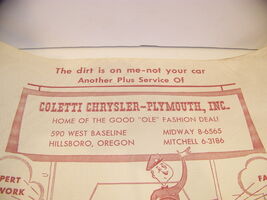 The dirt is on me-not your car
Another Plus Service Of
COLETTI CHRYSLER-PLYMOUTH, INC.
HOME OF THE GOOD "OLE" FASHION DEAL!
590 WEST BASELINE MIDWAY 8-6565
HILLSBORO, OREGON MITCHELL 6-3186
PERT FA
WORK